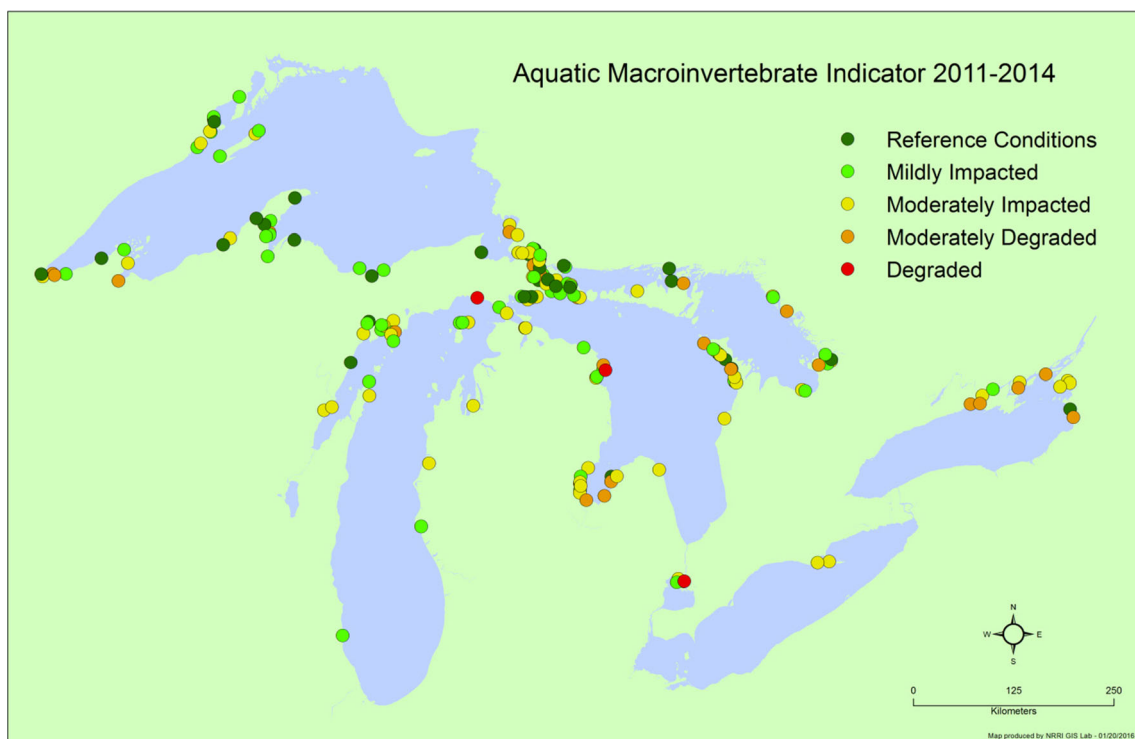 Aquatic Macroinvertebrate Indicator 2011-2014
Reference Conditions
Mildly Impacted
Moderately Impacted
Moderately Degraded
Degraded
N
W E
S
0 125 250
Kilometers
Map produced by NRRI GIS Lab - 01/20/2016